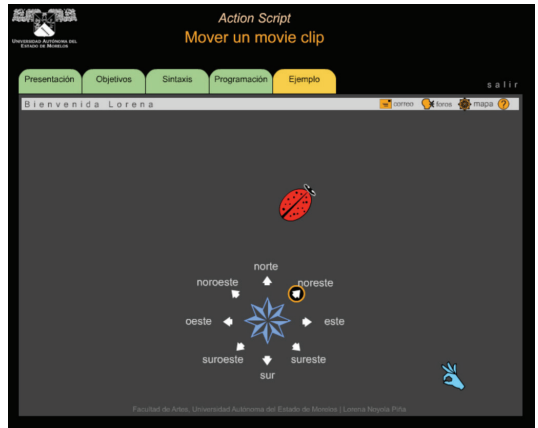 Action Script
UNIVERSIDAD AUTÓNOMA DEL
ESTADO DE MORELOS
Mover un movie clip
Presentación
Objetivos
Sintaxis
Programación
Ejemplo
salir
Bienvenida Lorena
correo
foros
mapa
?
norte
noroeste
noreste
oeste
este
suroeste
sureste
sur
Facultad de Artes, Universidad Autónoma del Estado de Morelos | Lorena Noyola Piña